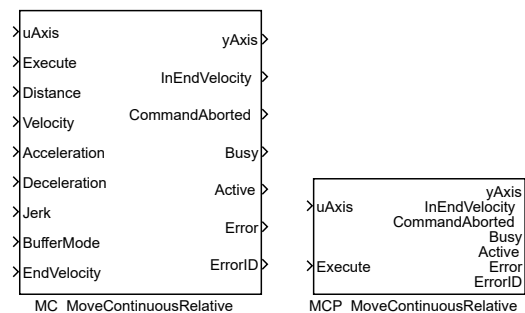 uAxis
Execute
Distance
Velocity
Acceleration
Deceleration
Jerk
BufferMode
EndVelocity
yAxis
InEndVelocity
CommandAborted
Busy
Active
Error
ErrorID
MC_MoveContinuousRelative
uAxis
Execute
yAxis
InEndVelocity
CommandAborted
Busy
Active
Error
ErrorID
MCP_MoveContinuousRelative